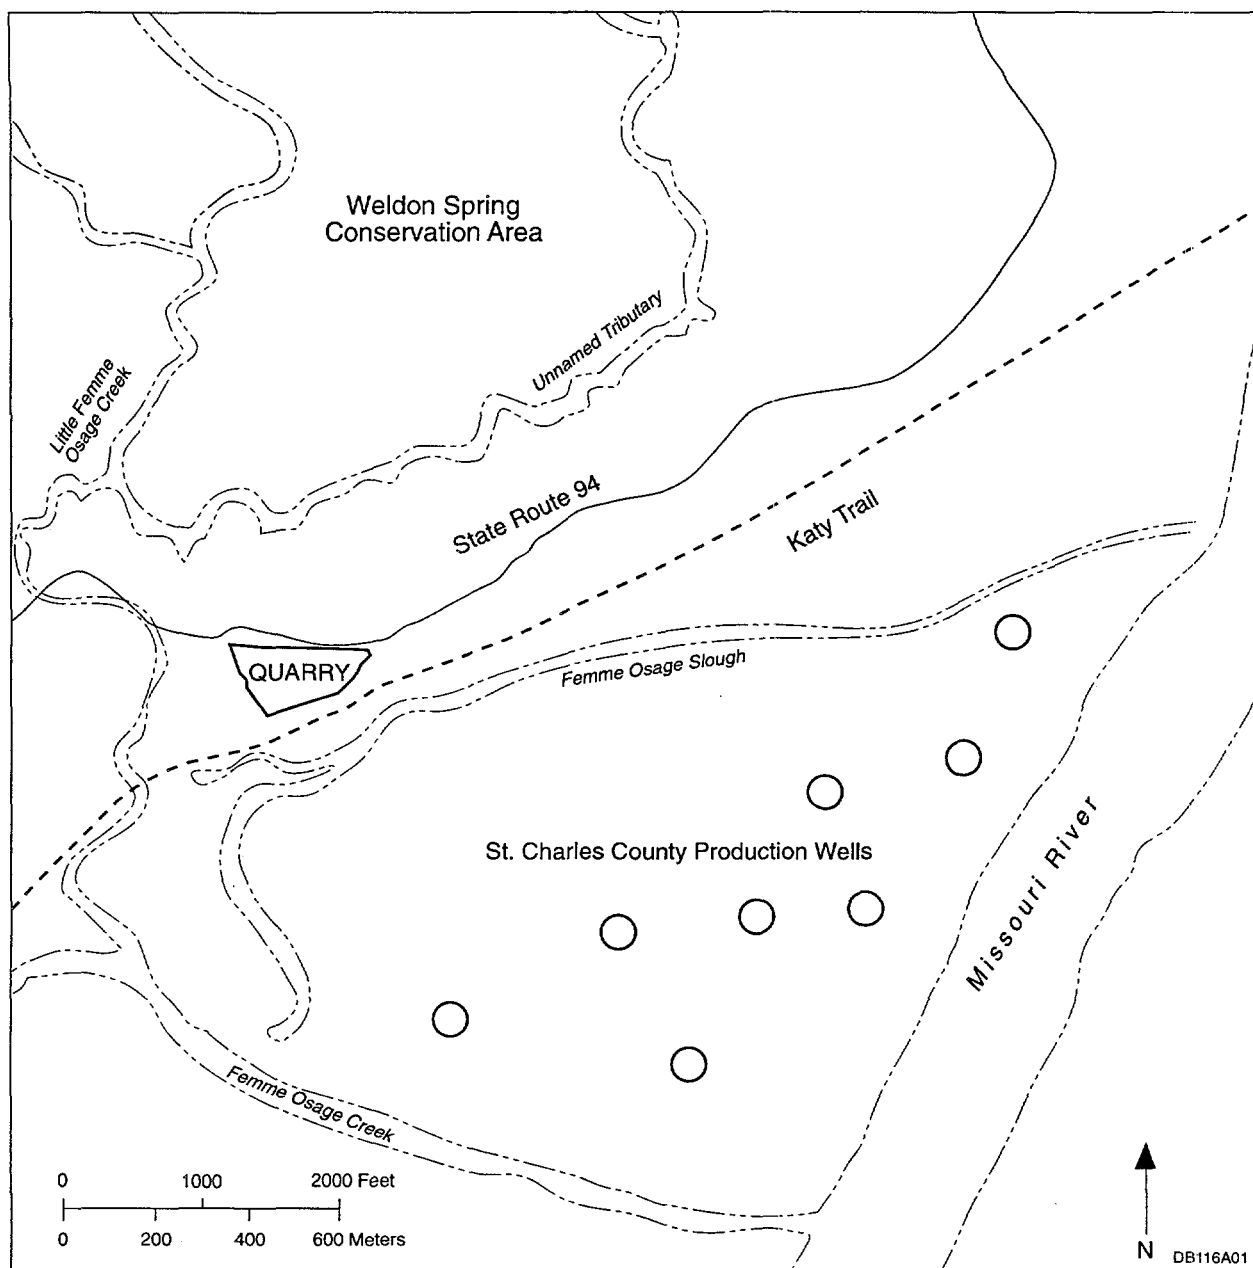 Weldon Spring
Conservation Area
Unnamed Tributary
Little Femme
Osage Creek
State Route 94
Katy Trail
QUARRY
Femme Osage Slough
St. Charles County Production Wells
Missouri River
Femme Osage Creek
0 1000 2000 Feet
0 200 400 600 Meters
N
DB116A01